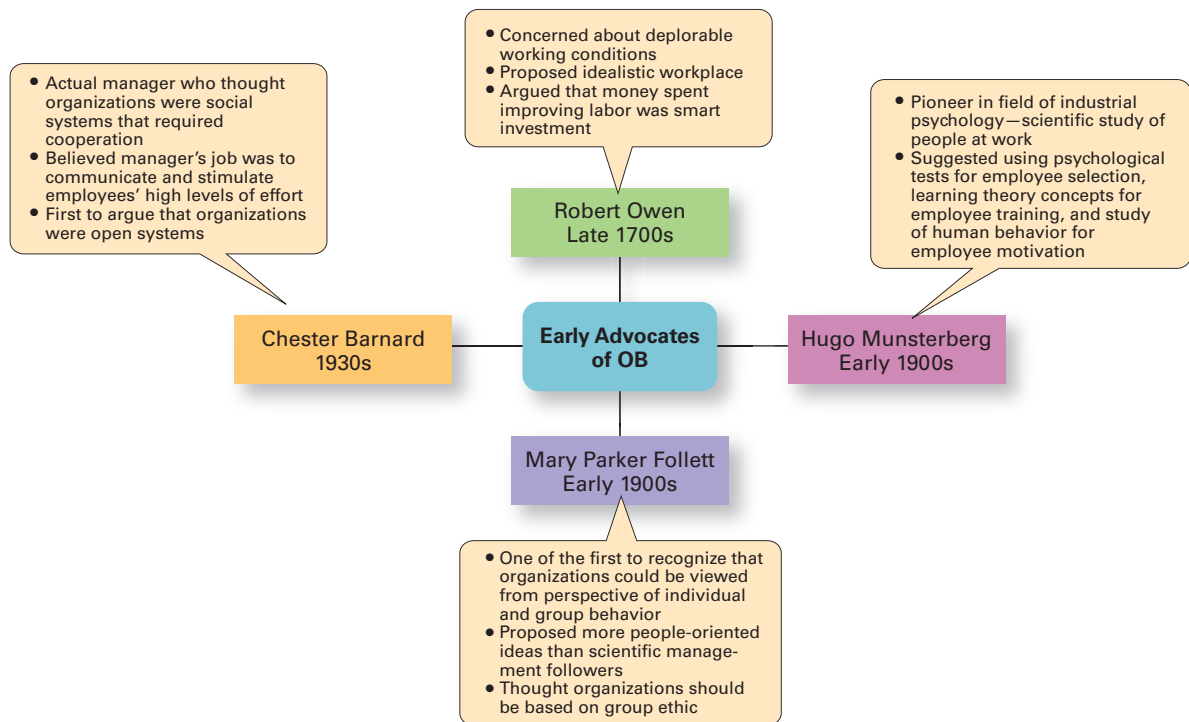 • Concerned about deplorable
working conditions
• Proposed idealistic workplace
• Argued that money spent
improving labor was smart
investment
Robert Owen
Late 1700s
• Actual manager who thought
organizations were social
systems that required
cooperation
• Believed manager's job was to
communicate and stimulate
employees' high levels of effort
• First to argue that organizations
were open systems
Chester Barnard
1930s
Early Advocates
of OB
• Pioneer in field of industrial
psychology—scientific study of
people at work
• Suggested using psychological
tests for employee selection,
learning theory concepts for
employee training, and study
of human behavior for
employee motivation
Hugo Munsterberg
Early 1900s
Mary Parker Follett
Early 1900s
• One of the first to recognize that
organizations could be viewed
from perspective of individual
and group behavior
• Proposed more people-oriented
ideas than scientific manage-
ment followers
• Thought organizations should
be based on group ethic